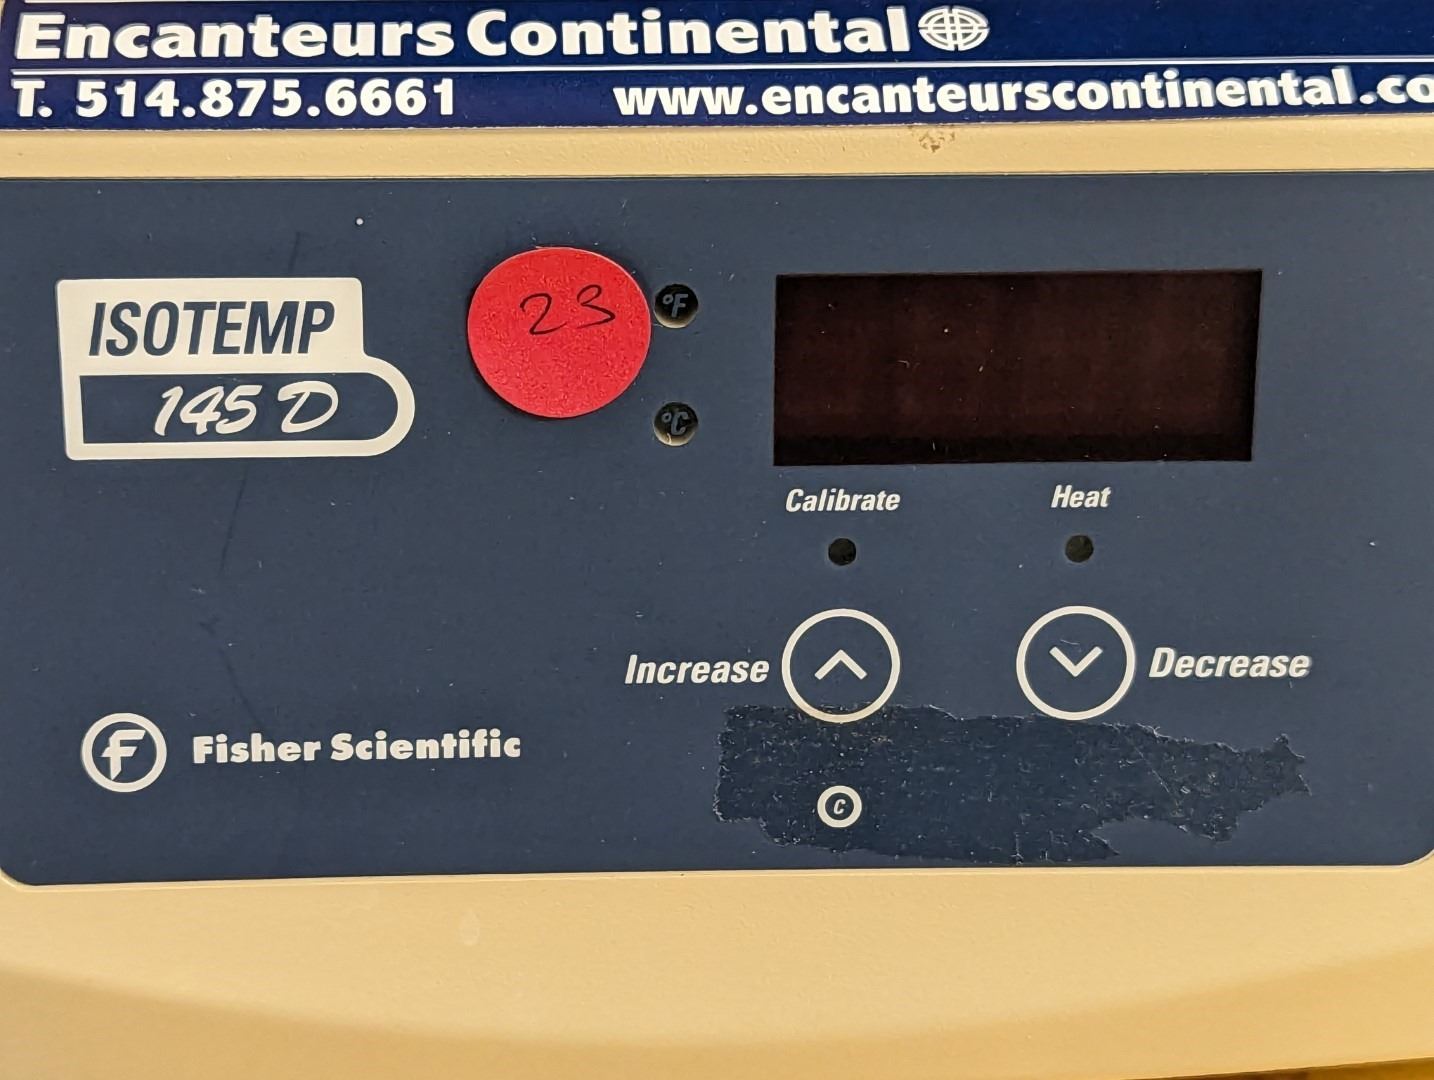 Encanteurs Continental
T. 514.875.6661 www.encanteurscontinental.co
ISOTEMP
145 D
23
°F
°C
Calibrate Heat
Increase Decrease
F Fisher Scientific
C